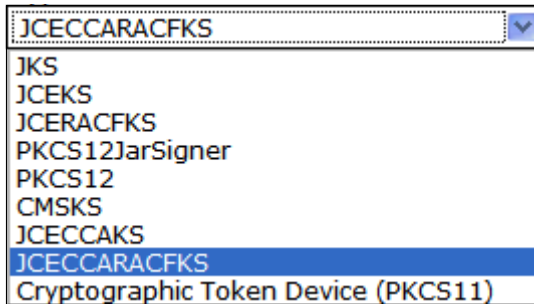 JCECCARACFKS
JKS
JCEKS
JCERACFKS
PKCS12JarSigner
PKCS12
CMSKS
JCECCAKS
JCECCARACFKS
Cryptographic Token Device (PKCS11)